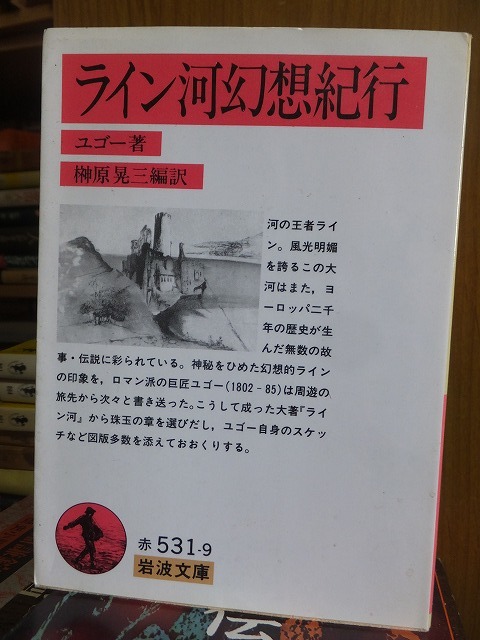 ライン河幻想紀行
ユゴー著
榊原晃三編訳
河の王者ライ
ン。風光明媚
を誇るこの大
河はまた，ヨ
ーロッパ二千
年の歴史が生
んだ無数の故
事・伝説に彩られている。神秘をひめた幻想的ライン
の印象を，ロマン派の巨匠ユゴー(1802‐85)は周遊の
旅先から次々と書き送った。こうして成った大著『ライ
ン河』から珠玉の章を選びだし，ユゴー自身のスケッ
チなど図版多数を添えておおくりする。
赤 531-9
岩波文庫
伝